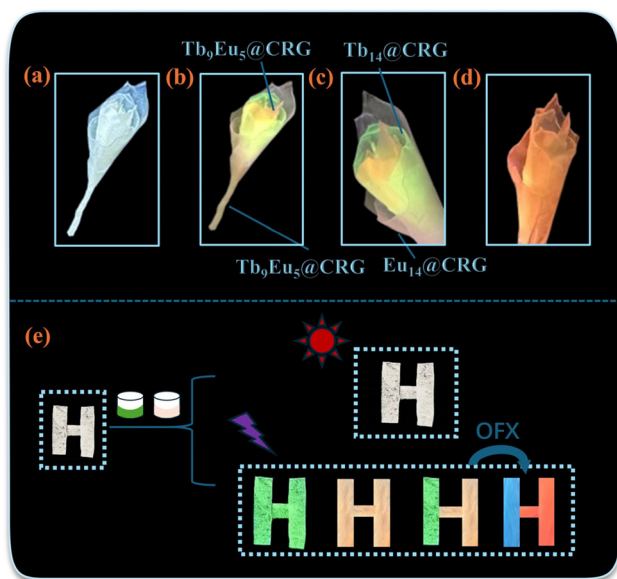 Tb₉Eu₅@CRG Tb₁₄@CRG
(a) (b) (c) (d)
Tb₉Eu₅@CRG Eu₁₄@CRG
(e)
OFX